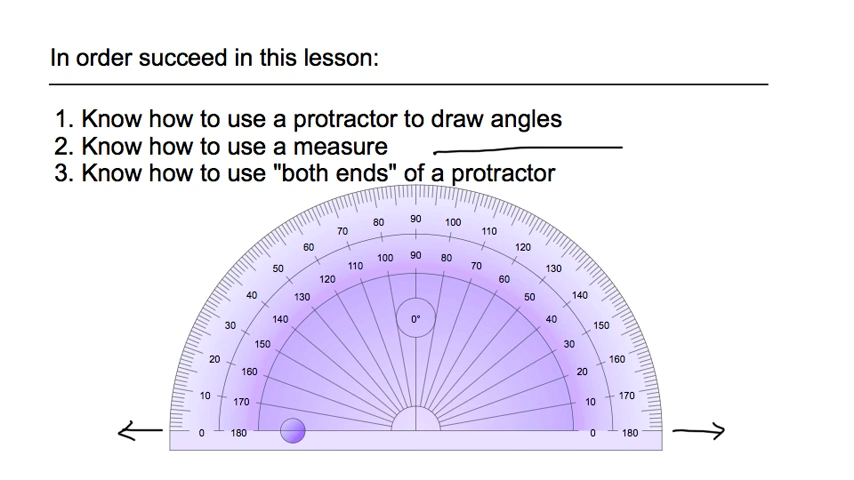 In order succeed in this lesson:
1. Know how to use a protractor to draw angles
2. Know how to use a measure
3. Know how to use "both ends" of a protractor
0 10 20 30 40 50 60 70 80 90 100 110 120 130 140 150 160 170 180
180 170 160 150 140 130 120 110 100 90 80 70 60 50 40 30 20 10 0
0°